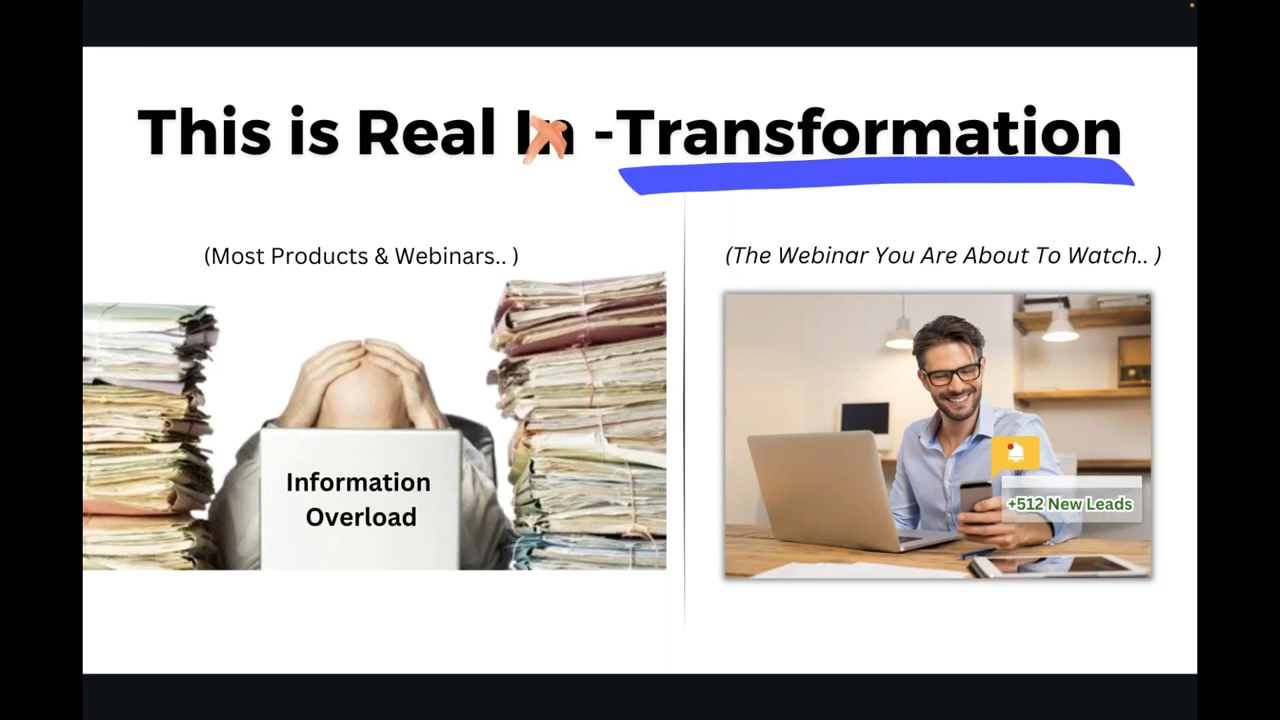 This is Real In -Transformation
(Most Products & Webinars.. )
(The Webinar You Are About To Watch.. )
Information
Overload
+512 New Leads